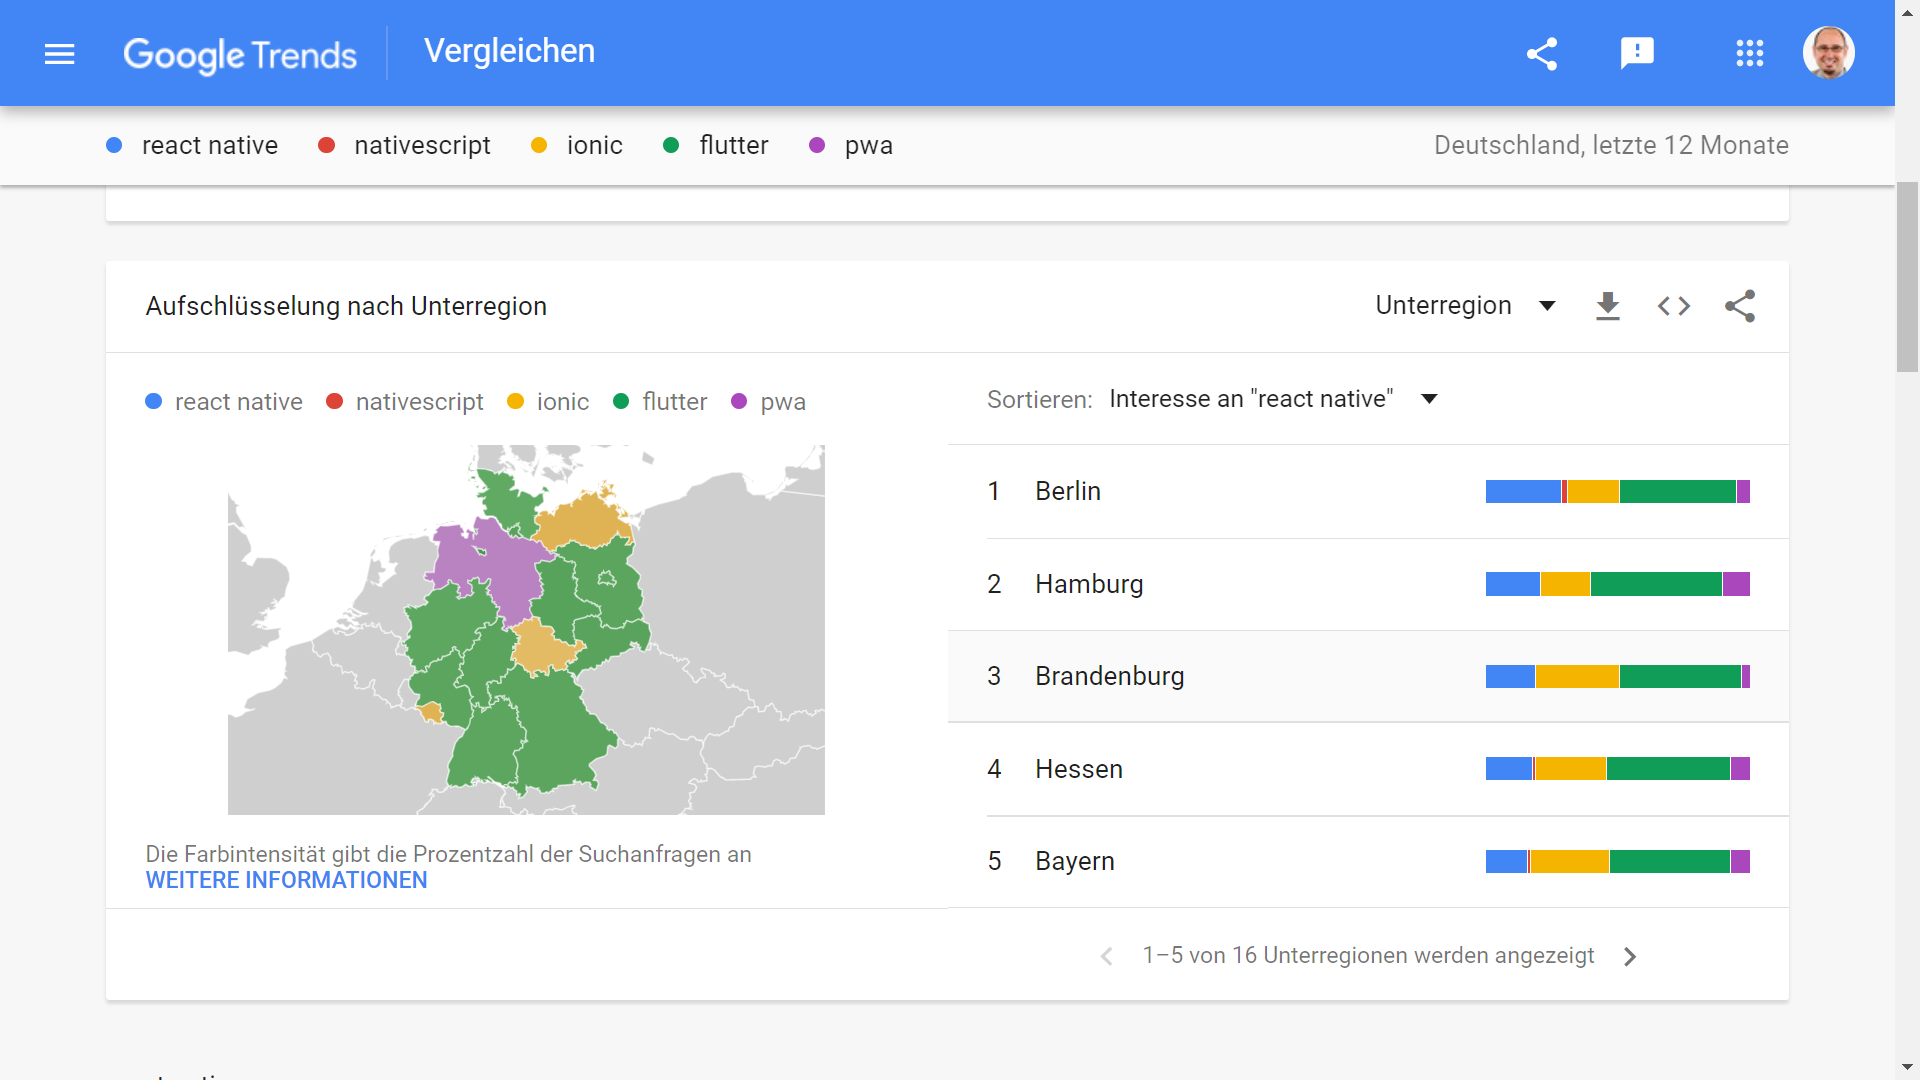 Google Trends Vergleichen
react native nativescript ionic flutter pwa Deutschland, letzte 12 Monate
Aufschlüsselung nach Unterregion Unterregion
react native nativescript ionic flutter pwa
Sortieren: Interesse an "react native"
1 Berlin
2 Hamburg
3 Brandenburg
4 Hessen
5 Bayern
Die Farbintensität gibt die Prozentzahl der Suchanfragen an
WEITERE INFORMATIONEN
1–5 von 16 Unterregionen werden angezeigt